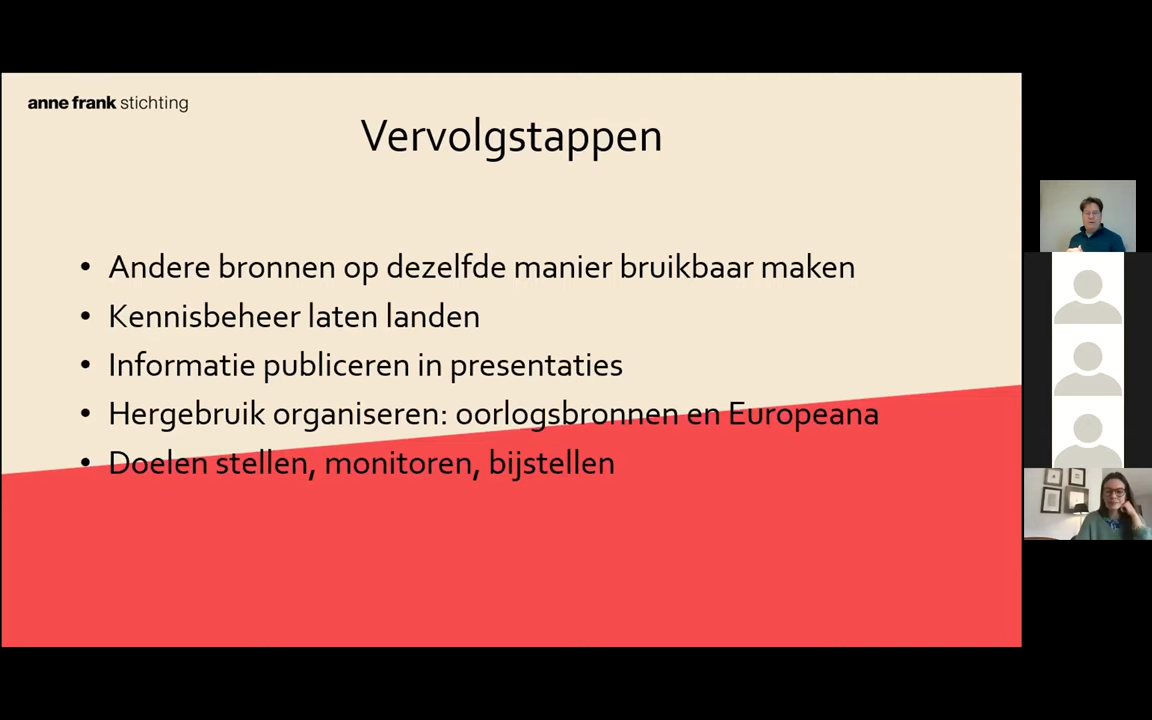 anne frank stichting
Vervolgstappen
• Andere bronnen op dezelfde manier bruikbaar maken
• Kennisbeheer laten landen
• Informatie publiceren in presentaties
• Hergebruik organiseren: oorlogsbronnen en Europeana
• Doelen stellen, monitoren, bijstellen